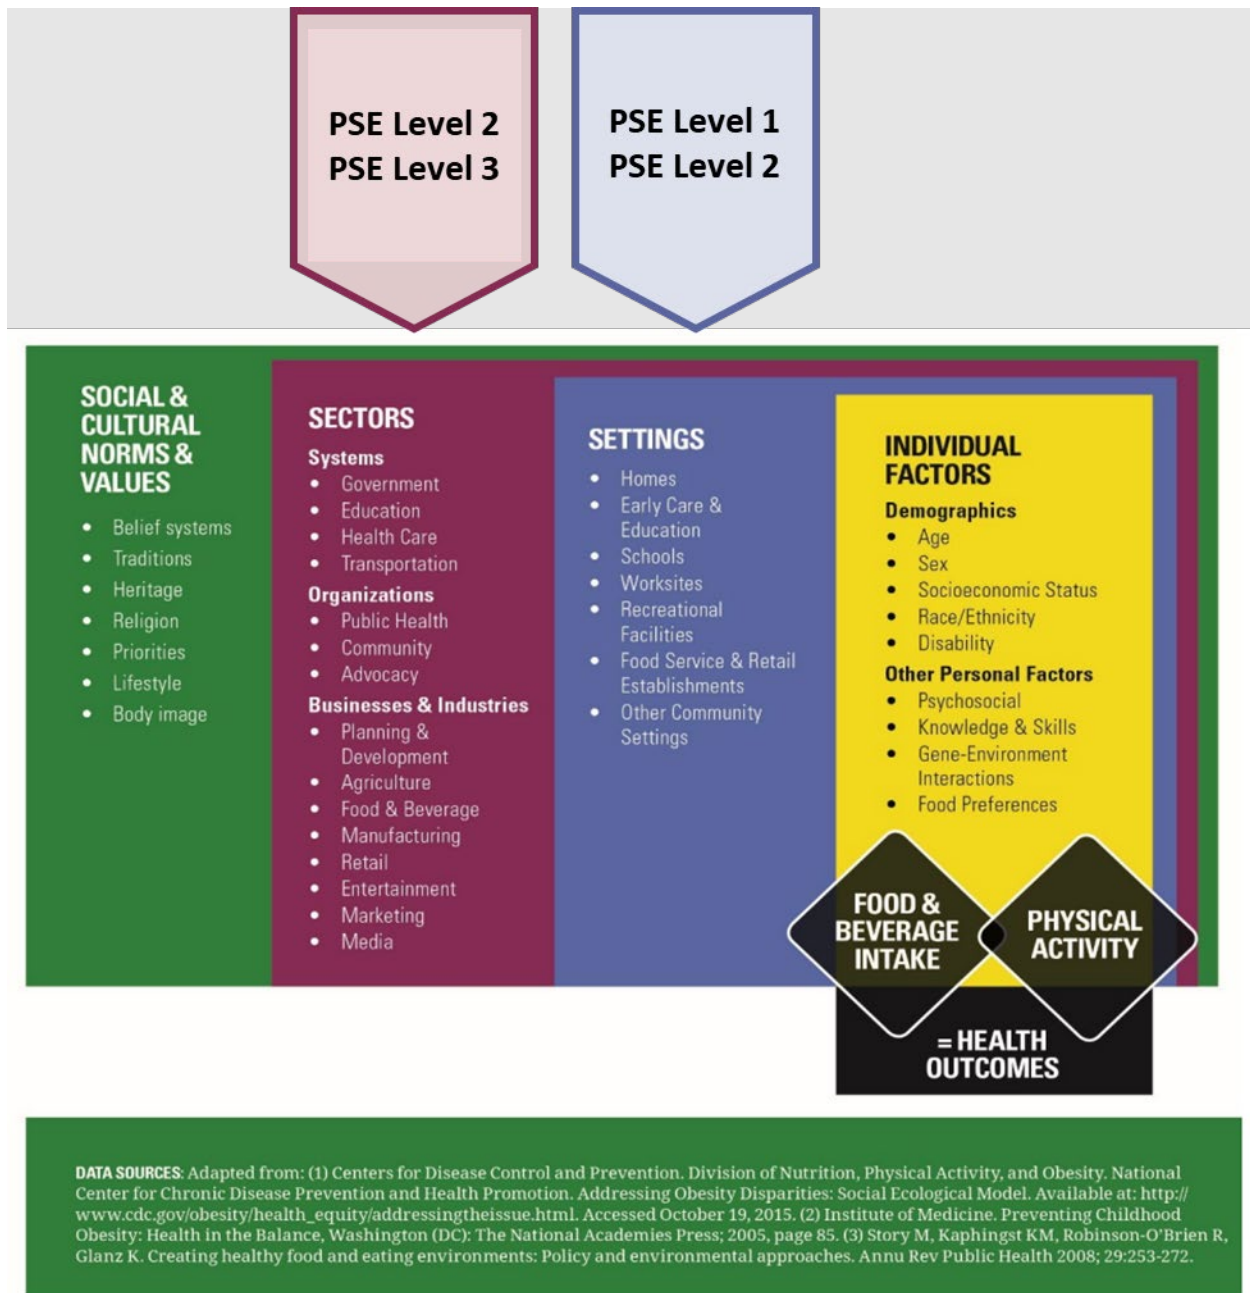 PSE Level 2
PSE Level 3
PSE Level 1
PSE Level 2
SOCIAL &
CULTURAL
NORMS &
VALUES
• Belief systems
• Traditions
• Heritage
• Religion
• Priorities
• Lifestyle
• Body image
SECTORS
Systems
• Government
• Education
• Health Care
• Transportation
Organizations
• Public Health
• Community
• Advocacy
Businesses & Industries
• Planning &
Development
• Agriculture
• Food & Beverage
• Manufacturing
• Retail
• Entertainment
• Marketing
• Media
SETTINGS
• Homes
• Early Care &
Education
• Schools
• Worksites
• Recreational
Facilities
• Food Service & Retail
Establishments
• Other Community
Settings
INDIVIDUAL
FACTORS
Demographics
• Age
• Sex
• Socioeconomic Status
• Race/Ethnicity
• Disability
Other Personal Factors
• Psychosocial
• Knowledge & Skills
• Gene-Environment
Interactions
• Food Preferences
FOOD &
BEVERAGE
INTAKE
PHYSICAL
ACTIVITY
= HEALTH
OUTCOMES
DATA SOURCES: Adapted from: (1) Centers for Disease Control and Prevention. Division of Nutrition, Physical Activity, and Obesity. National
Center for Chronic Disease Prevention and Health Promotion. Addressing Obesity Disparities: Social Ecological Model. Available at: http://
www.cdc.gov/obesity/health_equity/addressingtheissue.html. Accessed October 19, 2015. (2) Institute of Medicine. Preventing Childhood
Obesity: Health in the Balance, Washington (DC): The National Academies Press; 2005, page 85. (3) Story M, Kaphingst KM, Robinson-O'Brien R,
Glanz K. Creating healthy food and eating environments: Policy and environmental approaches. Annu Rev Public Health 2008; 29:253-272.